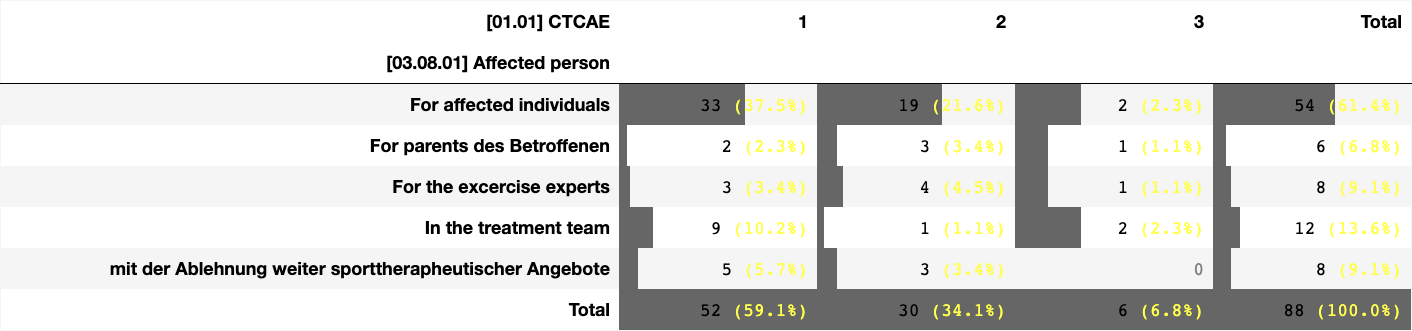 [01.01] CTCAE 1 2 3 Total
[03.08.01] Affected person
For affected individuals 33 (37.5%) 19 (21.6%) 2 (2.3%) 54 (61.4%)
For parents des Betroffenen 2 (2.3%) 3 (3.4%) 1 (1.1%) 6 (6.8%)
For the excercise experts 3 (3.4%) 4 (4.5%) 1 (1.1%) 8 (9.1%)
In the treatment team 9 (10.2%) 1 (1.1%) 2 (2.3%) 12 (13.6%)
mit der Ablehnung weiter sporttherapheutischer Angebote 5 (5.7%) 3 (3.4%) 0 8 (9.1%)
Total 52 (59.1%) 30 (34.1%) 6 (6.8%) 88 (100.0%)